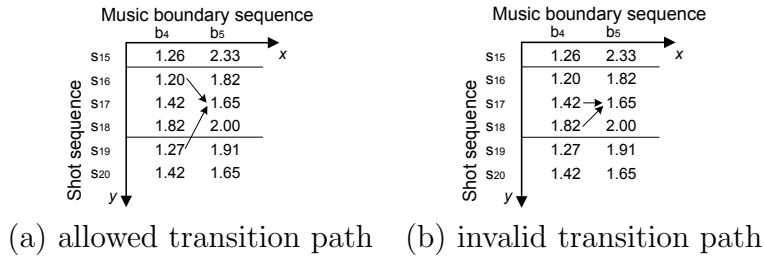 Music boundary sequence
b4 b5
x
s15 1.26 2.33
s16 1.20 1.82
s17 1.42 1.65
s18 1.82 2.00
s19 1.27 1.91
s20 1.42 1.65
y
Shot sequence
(a) allowed transition path
Music boundary sequence
b4 b5
x
s15 1.26 2.33
s16 1.20 1.82
s17 1.42 1.65
s18 1.82 2.00
s19 1.27 1.91
s20 1.42 1.65
y
Shot sequence
(b) invalid transition path